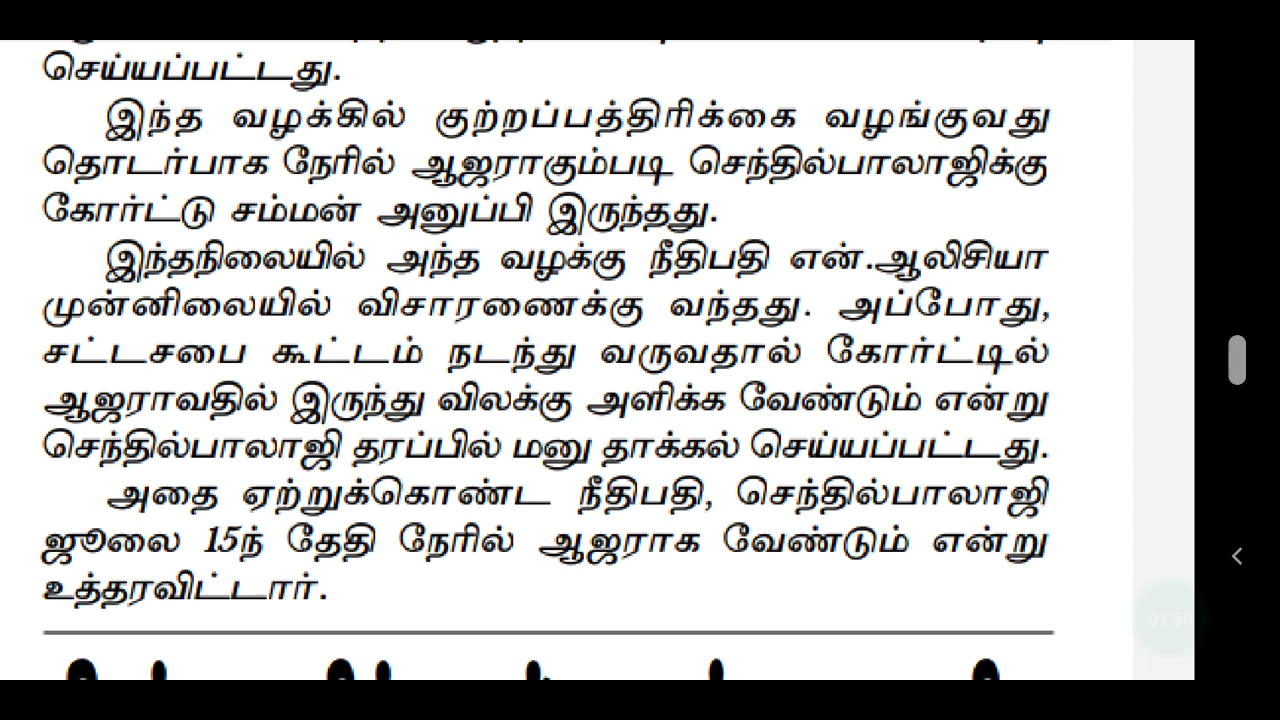 செய்யப்பட்டது.
இந்த வழக்கில் குற்றப்பத்திரிக்கை வழங்குவது
தொடர்பாக நேரில் ஆஜராகும்படி செந்தில்பாலாஜிக்கு
கோர்ட்டு சம்மன் அனுப்பி இருந்தது.
இந்தநிலையில் அந்த வழக்கு நீதிபதி என்.ஆலிசியா
முன்னிலையில் விசாரணைக்கு வந்தது. அப்போது,
சட்டசபை கூட்டம் நடந்து வருவதால் கோர்ட்டில்
ஆஜராவதில் இருந்து விலக்கு அளிக்க வேண்டும் என்று
செந்தில்பாலாஜி தரப்பில் மனு தாக்கல் செய்யப்பட்டது.
அதை ஏற்றுக்கொண்ட நீதிபதி, செந்தில்பாலாஜி
ஜூலை 15ந் தேதி நேரில் ஆஜராக வேண்டும் என்று
உத்தரவிட்டார்.
01:50